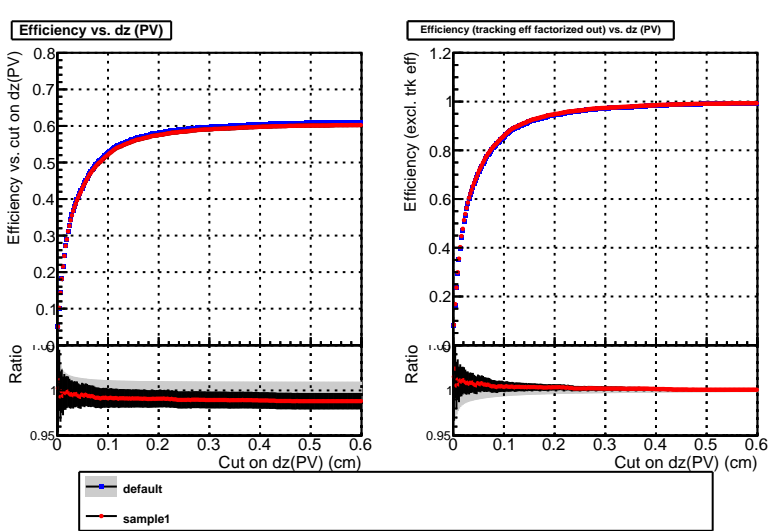 Efficiency vs. dz (PV)
Efficiency vs. cut on dz(PV)
0.8
0.7
0.6
0.5
0.4
0.3
0.2
0.1
Ratio
1
0.95
0 0.1 0.2 0.3 0.4 0.5 0.6
Cut on dz(PV) (cm)
Efficiency (tracking eff factorized out) vs. dz (PV)
Efficiency (excl. trk eff)
1.2
1
0.8
0.6
0.4
0.2
Ratio
1
0.95
0 0.1 0.2 0.3 0.4 0.5 0.6
Cut on dz(PV) (cm)
default
sample1